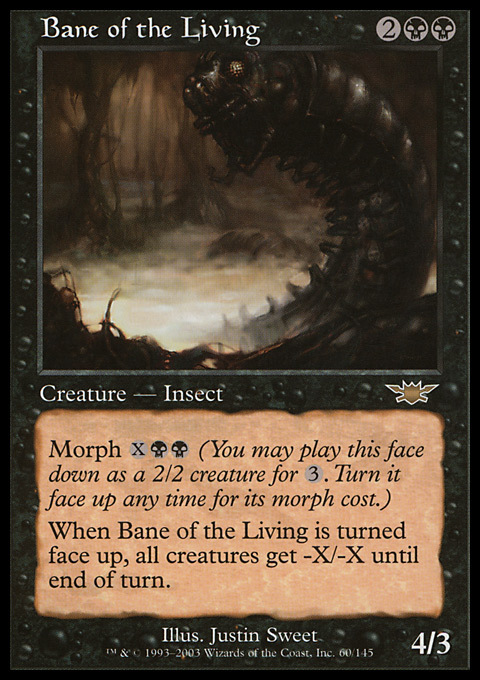 Bane of the Living 2
Creature — Insect
Morph X (You may play this face
down as a 2/2 creature for 3. Turn it
face up any time for its morph cost.)
When Bane of the Living is turned
face up, all creatures get -X/-X until
end of turn.
Illus. Justin Sweet
™ & © 1993-2003 Wizards of the Coast, Inc. 60/145
4/3